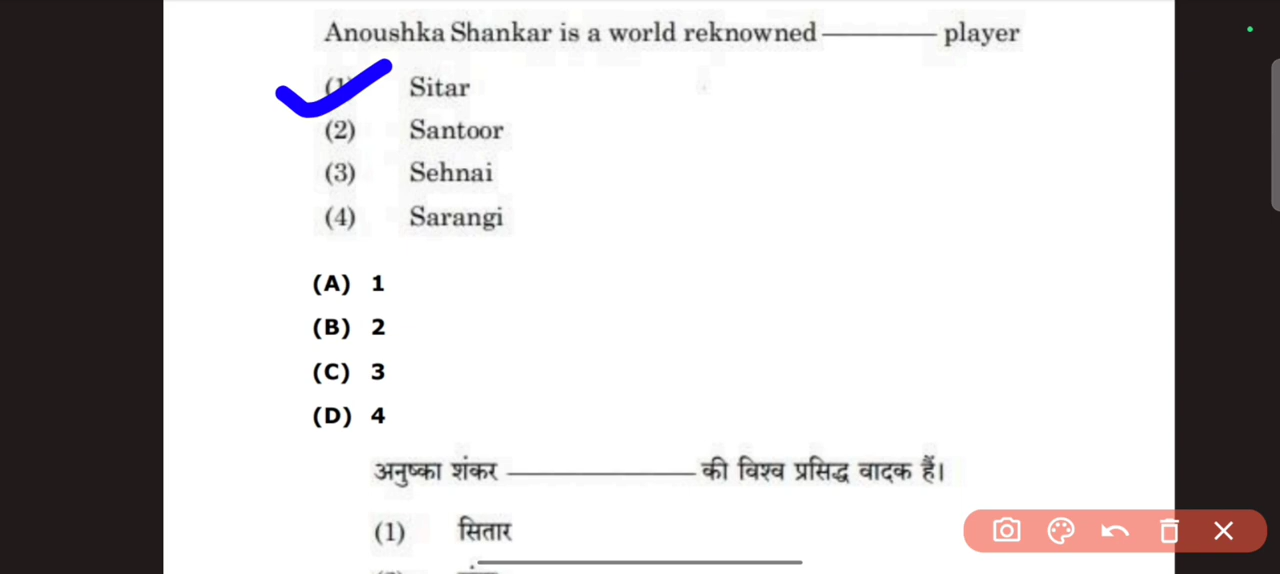 Anoushka Shankar is a world reknowned ———— player
(1) Sitar
(2) Santoor
(3) Sehnai
(4) Sarangi
(A) 1
(B) 2
(C) 3
(D) 4
अनुष्का शंकर ———————— की विश्व प्रसिद्ध वादक हैं।
(1) सितार